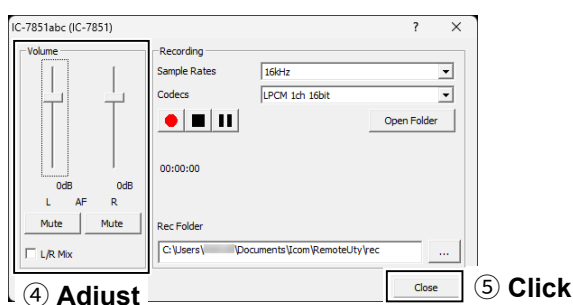 IC-7851abc (IC-7851) ? ×
Volume
0dB 0dB
L AF R
Mute Mute
L/R Mix
Recording
Sample Rates 16kHz
Codecs LPCM 1ch 16bit
Open Folder
00:00:00
Rec Folder
C:\Users\ \Documents\Icom\RemoteUty\rec ...
Close
④ Adjust
⑤ Click